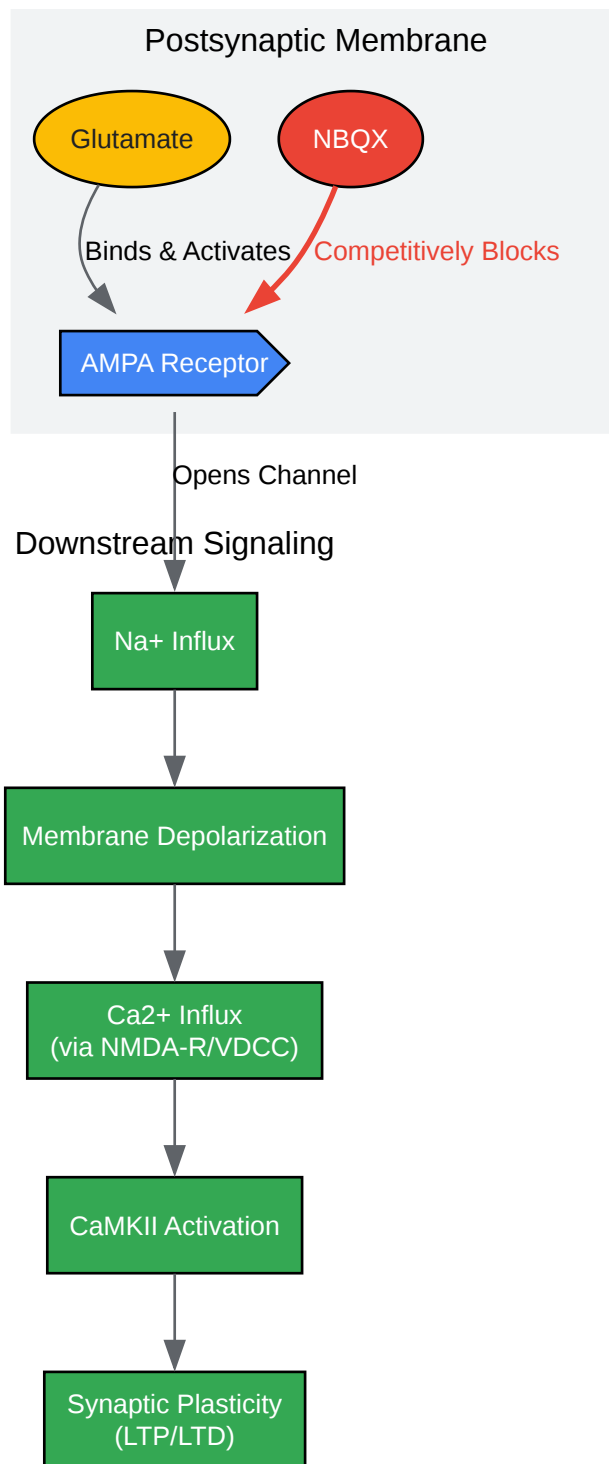 Postsynaptic Membrane
Glutamate
NBQX
Binds & Activates
Competitively Blocks
AMPA Receptor
Opens Channel
Downstream Signaling
Na+ Influx
Membrane Depolarization
Ca2+ Influx
(via NMDA-R/VDCC)
CaMKII Activation
Synaptic Plasticity
(LTP/LTD)